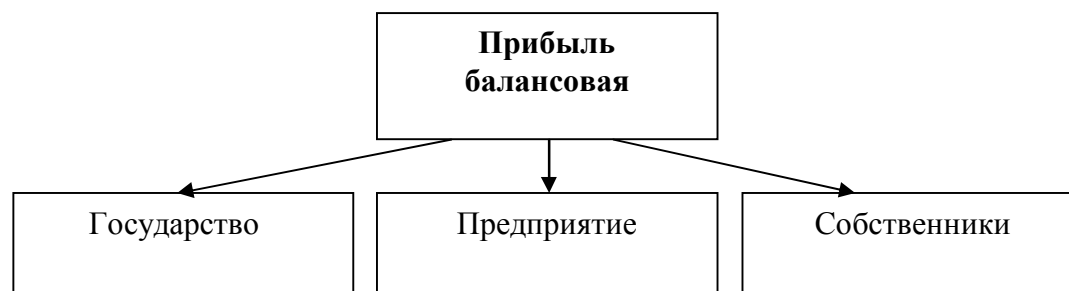 Прибыль
балансовая
Государство
Предприятие
Собственники